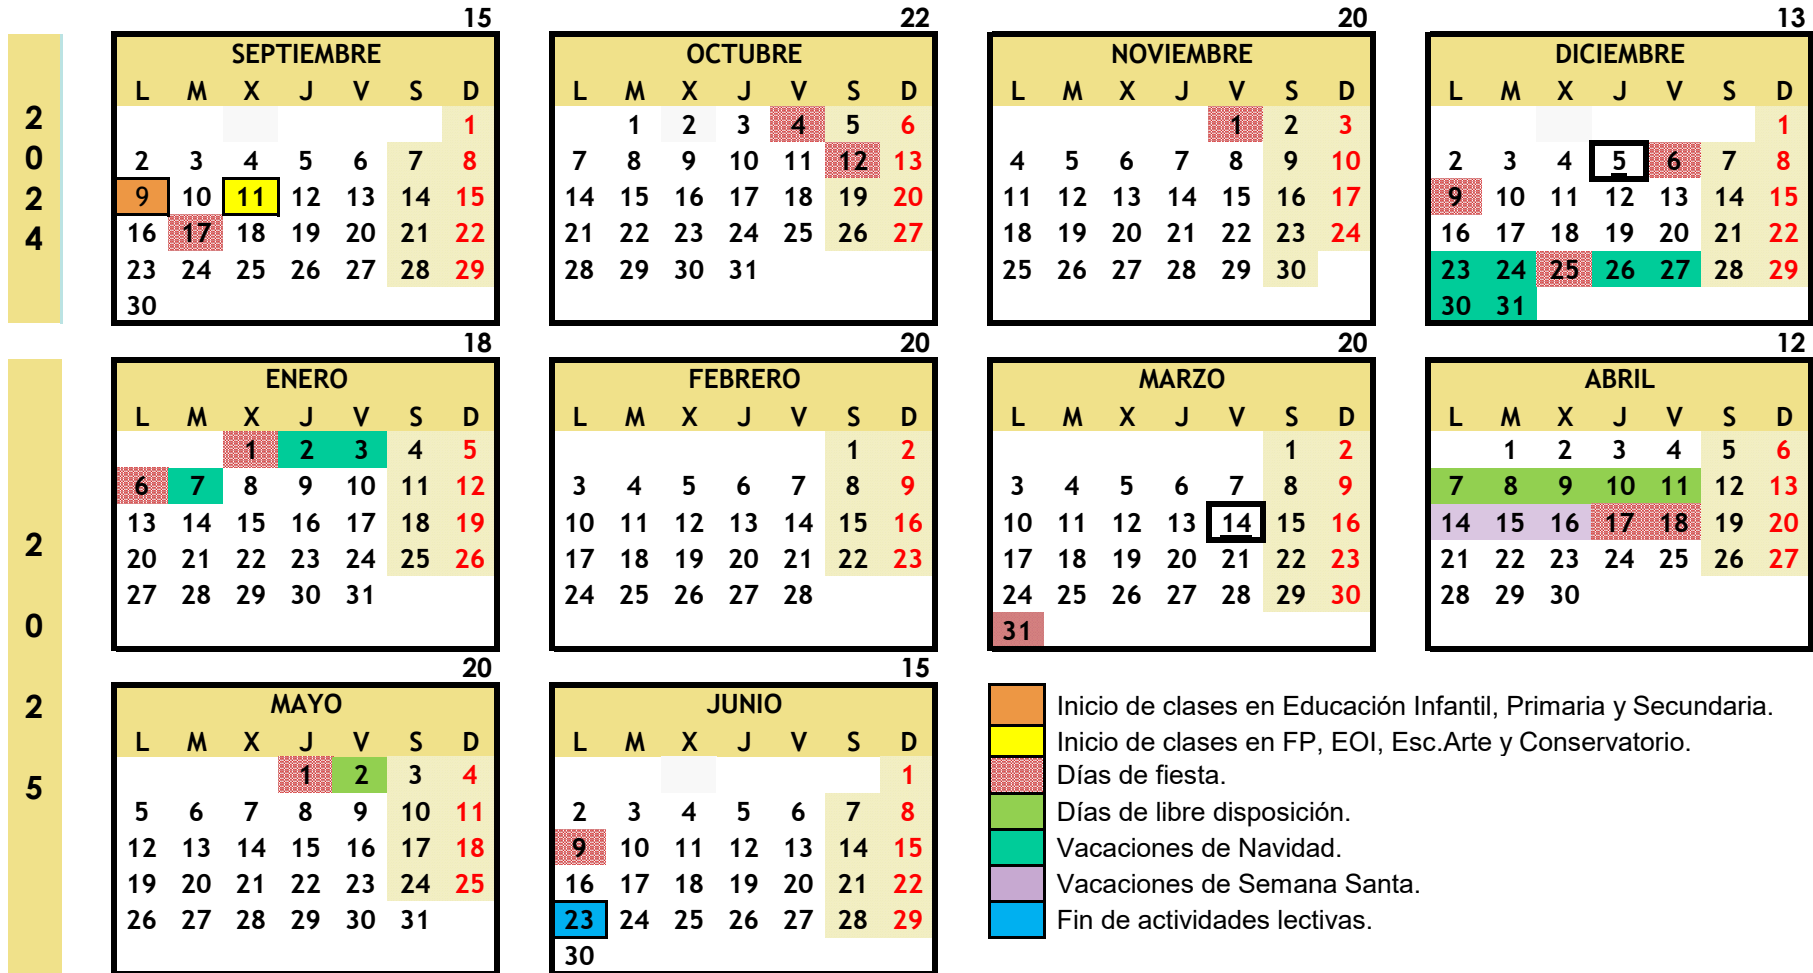 15 22 20 13
SEPTIEMBRE OCTUBRE NOVIEMBRE DICIEMBRE
L M X J V S D L M X J V S D L M X J V S D L M X J V S D
2 1 1 2 3 4 5 6 1 2 3 1
0 2 3 4 5 6 7 8 7 8 9 10 11 12 13 4 5 6 7 8 9 10 2 3 4 5 6 7 8
2 9 10 11 12 13 14 15 14 15 16 17 18 19 20 11 12 13 14 15 16 17 9 10 11 12 13 14 15
4 16 17 18 19 20 21 22 21 22 23 24 25 26 27 18 19 20 21 22 23 24 16 17 18 19 20 21 22
23 24 25 26 27 28 29 28 29 30 31 25 26 27 28 29 30 23 24 25 26 27 28 29
30 30 31
18 20 20 12
ENERO FEBRERO MARZO ABRIL
L M X J V S D L M X J V S D L M X J V S D L M X J V S D
1 2 3 4 5 1 2 1 2 1 2 3 4 5 6
6 7 8 9 10 11 12 3 4 5 6 7 8 9 3 4 5 6 7 8 9 7 8 9 10 11 12 13
13 14 15 16 17 18 19 10 11 12 13 14 15 16 10 11 12 13 14 15 16 14 15 16 17 18 19 20
2 20 21 22 23 24 25 26 17 18 19 20 21 22 23 17 18 19 20 21 22 23 21 22 23 24 25 26 27
27 28 29 30 31 24 25 26 27 28 24 25 26 27 28 29 30 28 29 30
0 31
20 15
2 MAYO JUNIO Inicio de clases en Educación Infantil, Primaria y Secundaria.
L M X J V S D L M X J V S D Inicio de clases en FP, EOI, Esc.Arte y Conservatorio.
5 1 2 3 4 1 Días de fiesta.
5 6 7 8 9 10 11 2 3 4 5 6 7 8 Días de libre disposición.
12 13 14 15 16 17 18 9 10 11 12 13 14 15 Vacaciones de Navidad.
19 20 21 22 23 24 25 16 17 18 19 20 21 22 Vacaciones de Semana Santa.
26 27 28 29 30 31 23 24 25 26 27 28 29 Fin de actividades lectivas.
30